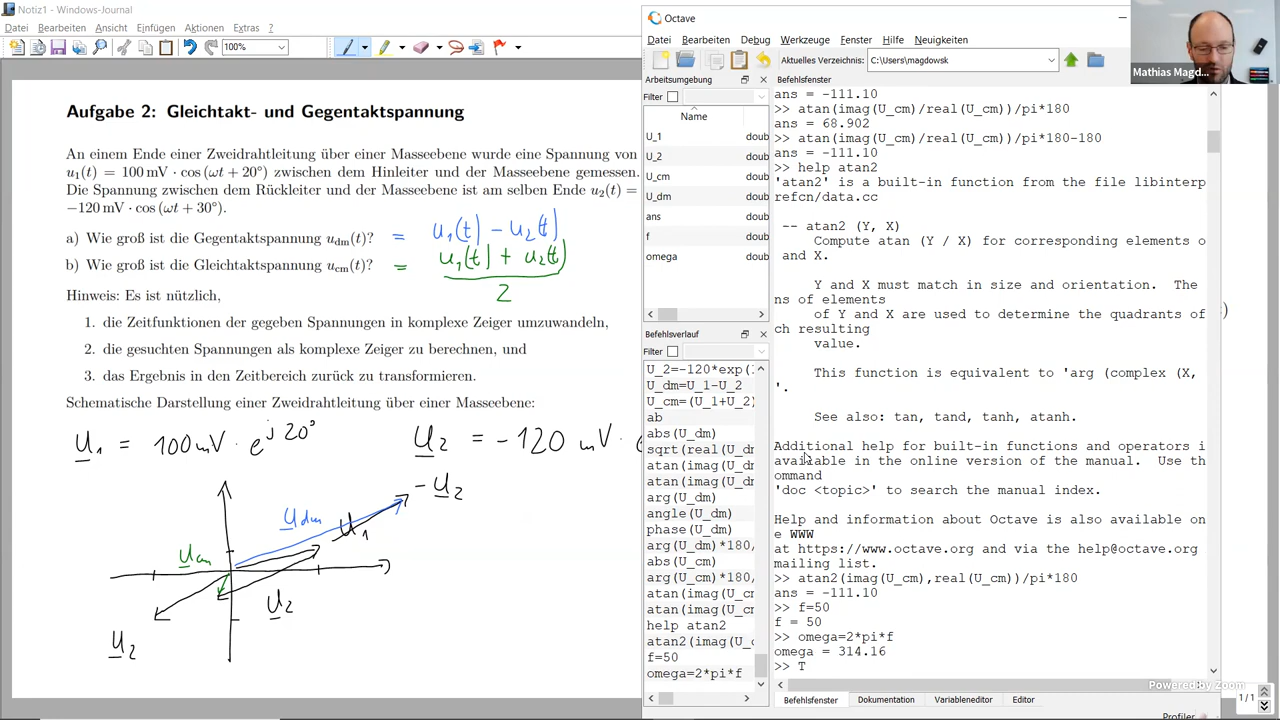 Notiz1 - Windows-Journal
Datei Bearbeiten Ansicht Einfügen Aktionen Extras
100%
Aufgabe 2: Gleichtakt- und Gegentaktspannung
An einem Ende einer Zweidrahtleitung über einer Masseebene wurde eine Spannung von
u1(t) = 100 mV · cos (ωt + 20°) zwischen dem Hinleiter und der Masseebene gemessen.
Die Spannung zwischen dem Rückleiter und der Masseebene ist am selben Ende u2(t) =
−120 mV · cos (ωt + 30°).
a) Wie groß ist die Gegentaktspannung udm(t)? = u1(t) − u2(t)
b) Wie groß ist die Gleichtaktspannung ucm(t)? = u1(t) + u2(t)
2
Hinweis: Es ist nützlich,
1. die Zeitfunktionen der gegeben Spannungen in komplexe Zeiger umzuwandeln,
2. die gesuchten Spannungen als komplexe Zeiger zu berechnen, und
3. das Ergebnis in den Zeitbereich zurück zu transformieren.
Schematische Darstellung einer Zweidrahtleitung über einer Masseebene:
u1 = 100 mV · e^j20° u2 = −120 mV ·
−u2
udm
u1
ucm
u2
u2
Octave
Datei Bearbeiten Debug Werkzeuge Fenster Hilfe Neuigkeiten
Aktuelles Verzeichnis: C:\Users\magdowsk
Mathias Magd...
Arbeitsumgebung
Filter
Name
U_1 doub
U_2 doub
U_cm doub
U_dm doub
ans doub
f doub
omega doub
Befehlsverlauf
Filter
U_2=-120*exp(
U_dm=U_1-U_2
U_cm=(U_1+U_2)
ab
abs(U_dm)
sqrt(real(U_dm
atan(imag(U_dm
atan(imag(U_dm
arg(U_dm)
angle(U_dm)
phase(U_dm)
arg(U_dm)*180/
abs(U_cm)
arg(U_cm)*180/
atan(imag(U_cm
atan(imag(U_cm
help atan2
atan2(imag(U_c
f=50
omega=2*pi*f
Befehlsfenster
ans = -111.10
>> atan(imag(U_cm)/real(U_cm)/pi*180)
ans = 68.902
>> atan(imag(U_cm)/real(U_cm)/pi*180-180)
ans = -111.10
>> help atan2
'atan2' is a built-in function from the file libinterp
refcn/data.cc
-- atan2 (Y, X)
Compute atan (Y / X) for corresponding elements o
and X.
Y and X must match in size and orientation. The
ns of elements
of Y and X are used to determine the quadrants of
ch resulting
value.
This function is equivalent to 'arg (complex (X,
'.
See also: tan, tand, tanh, atanh.
Additional help for built-in functions and operators i
available in the online version of the manual. Use th
ommand
'doc <topic>' to search the manual index.
Help and information about Octave is also available on
e WWW
at https://www.octave.org and via the help@octave.org
mailing list.
>> atan2(imag(U_cm),real(U_cm))/pi*180
ans = -111.10
>> f=50
f = 50
>> omega=2*pi*f
omega = 314.16
>> T
Befehlsfenster Dokumentation Variableneditor Editor
Profiler
Powered by Zoom
1/1